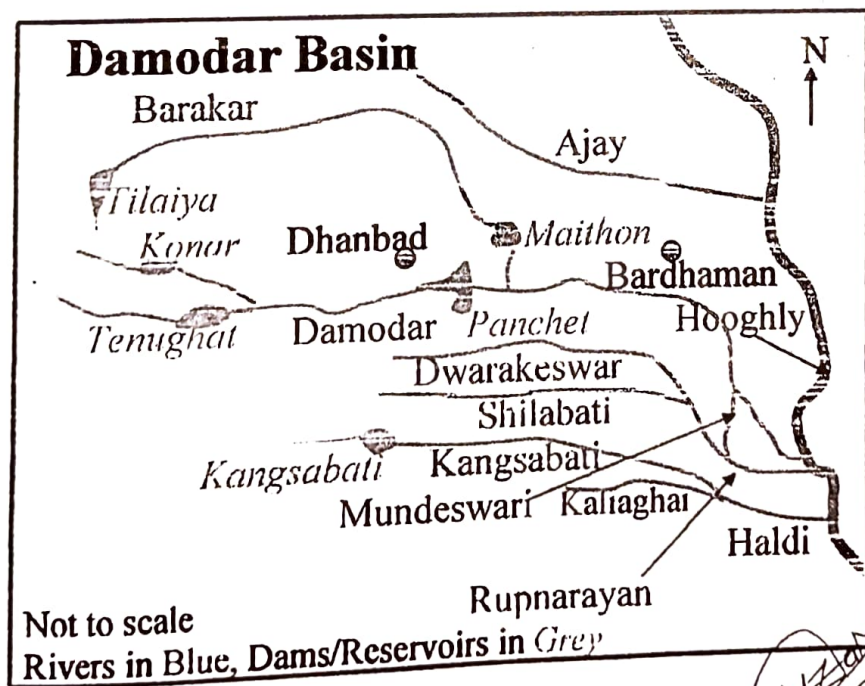 Damodar Basin
N
Barakar
Ajay
Tilaiya
Konar
Dhanbad
Maithon
Bardhaman
Tenughat
Damodar
Panchet
Hooghly
Dwarakeswar
Shilabati
Kangsabati
Kangsabati
Mundeswari
Kaliaghai
Haldi
Rupnarayan
Not to scale
Rivers in Blue, Dams/Reservoirs in Grey